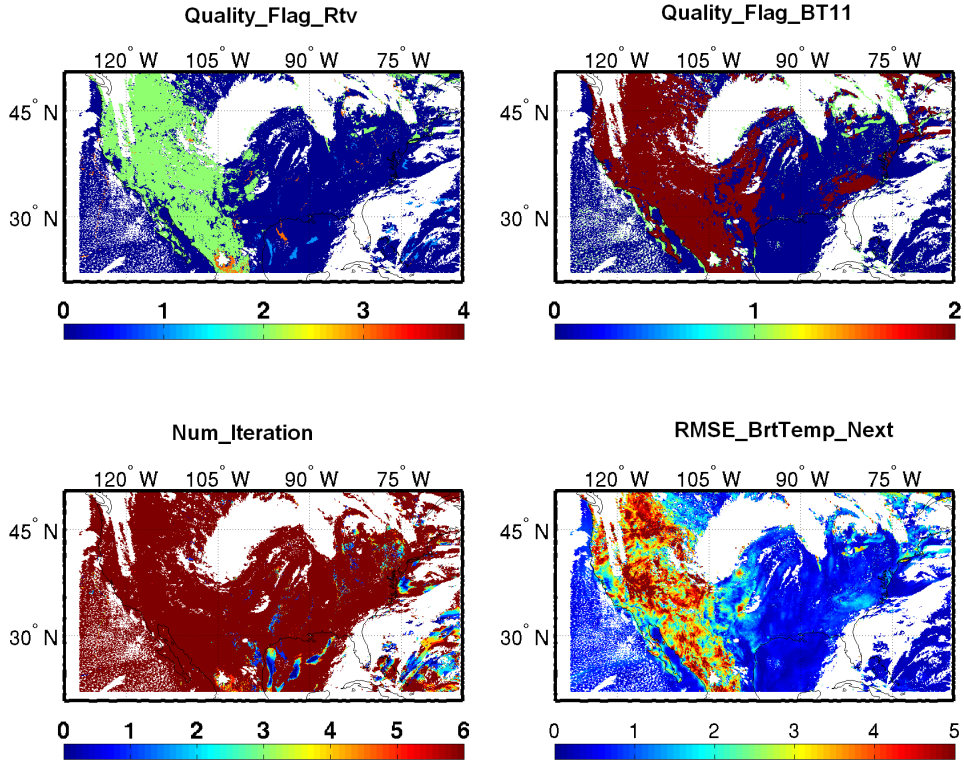 Quality_Flag_Rtv
120° W 105° W 90° W 75° W
45° N
30° N
0 1 2 3 4
Quality_Flag_BT11
120° W 105° W 90° W 75° W
45° N
30° N
0 1 2
Num_Iteration
120° W 105° W 90° W 75° W
45° N
30° N
0 1 2 3 4 5 6
RMSE_BrtTemp_Next
120° W 105° W 90° W 75° W
45° N
30° N
0 1 2 3 4 5